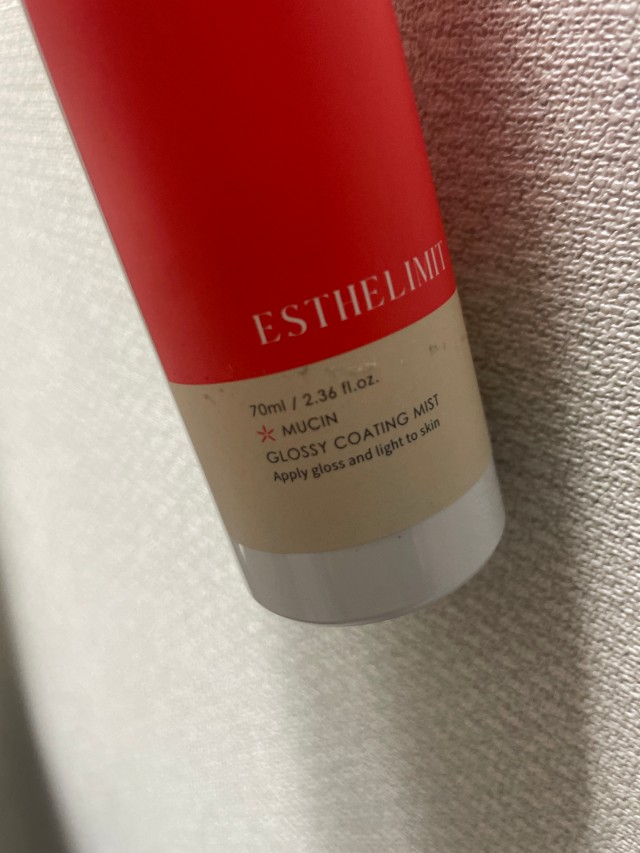 ESTHELIMIT
70ml / 2.36 fl.oz.
MUCIN
GLOSSY COATING MIST
Apply gloss and light to skin